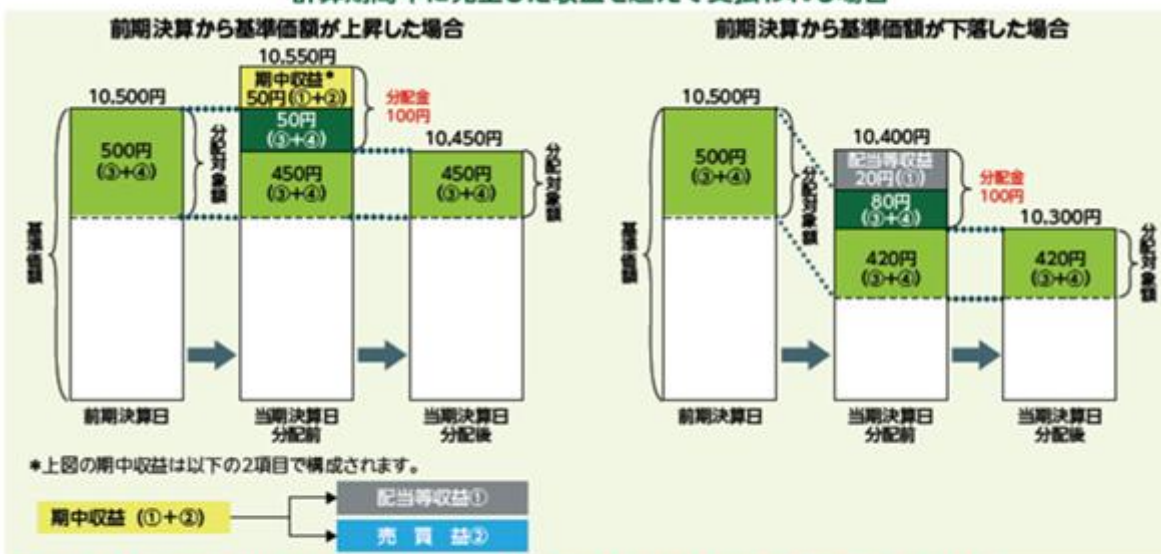 前期決算から基準価額が上昇した場合
10,550円
期中収益*
50円(①+②)
10,500円
分配金
100円
50円
(③+④)
10,450円
500円
(③+④)
分配対象額
450円
(③+④)
450円
(③+④)
分配対象額
基準価額
前期決算日
当期決算日
分配前
当期決算日
分配後
前期決算から基準価額が下落した場合
10,500円
10,400円
500円
(③+④)
分配対象額
配当等収益
20円(①)
分配金
100円
80円
(③+④)
10,300円
420円
(③+④)
420円
(③+④)
分配対象額
基準価額
前期決算日
当期決算日
分配前
当期決算日
分配後
*上図の期中収益は以下の2項目で構成されます。
期中収益 (①+②)
配当等収益①
売 買 益②